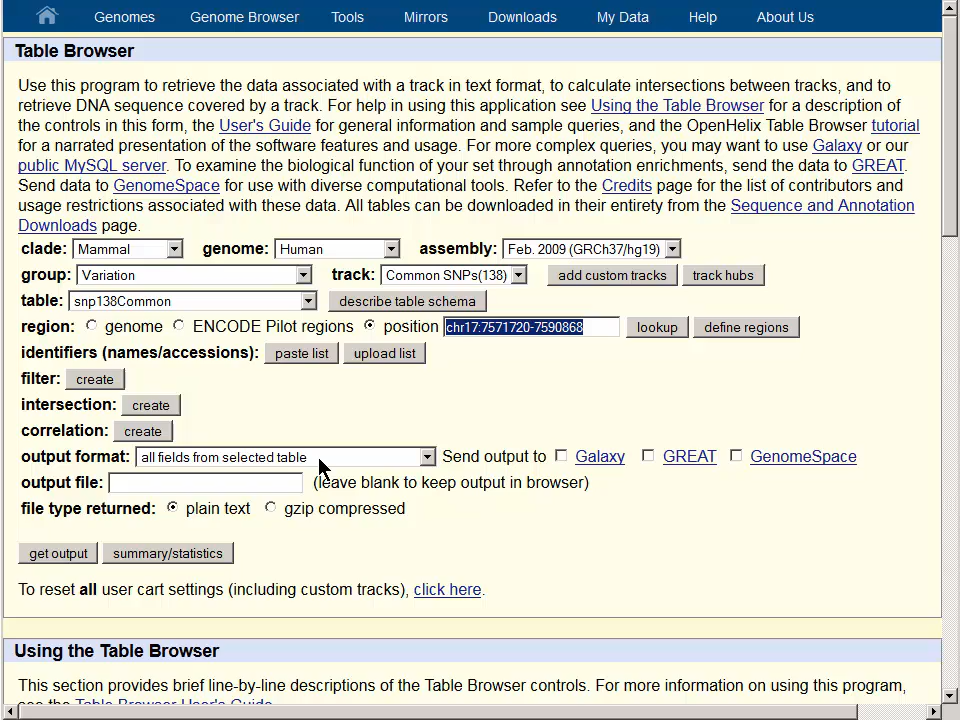 Genomes Genome Browser Tools Mirrors Downloads My Data Help About Us
Table Browser
Use this program to retrieve the data associated with a track in text format, to calculate intersections between tracks, and to
retrieve DNA sequence covered by a track. For help in using this application see Using the Table Browser for a description of
the controls in this form, the User's Guide for general information and sample queries, and the OpenHelix Table Browser tutorial
for a narrated presentation of the software features and usage. For more complex queries, you may want to use Galaxy or our
public MySQL server. To examine the biological function of your set through annotation enrichments, send the data to GREAT.
Send data to GenomeSpace for use with diverse computational tools. Refer to the Credits page for the list of contributors and
usage restrictions associated with these data. All tables can be downloaded in their entirety from the Sequence and Annotation
Downloads page.
clade: Mammal genome: Human assembly: Feb. 2009 (GRCh37/hg19)
group: Variation track: Common SNPs(138) add custom tracks track hubs
table: snp138Common describe table schema
region: genome ENCODE Pilot regions position chr17:7571720-7590868 lookup define regions
identifiers (names/accessions): paste list upload list
filter: create
intersection: create
correlation: create
output format: all fields from selected table Send output to Galaxy GREAT GenomeSpace
output file: (leave blank to keep output in browser)
file type returned: plain text gzip compressed
get output summary/statistics
To reset all user cart settings (including custom tracks), click here.
Using the Table Browser
This section provides brief line-by-line descriptions of the Table Browser controls. For more information on using this program,
see the Table Browser User's Guide.